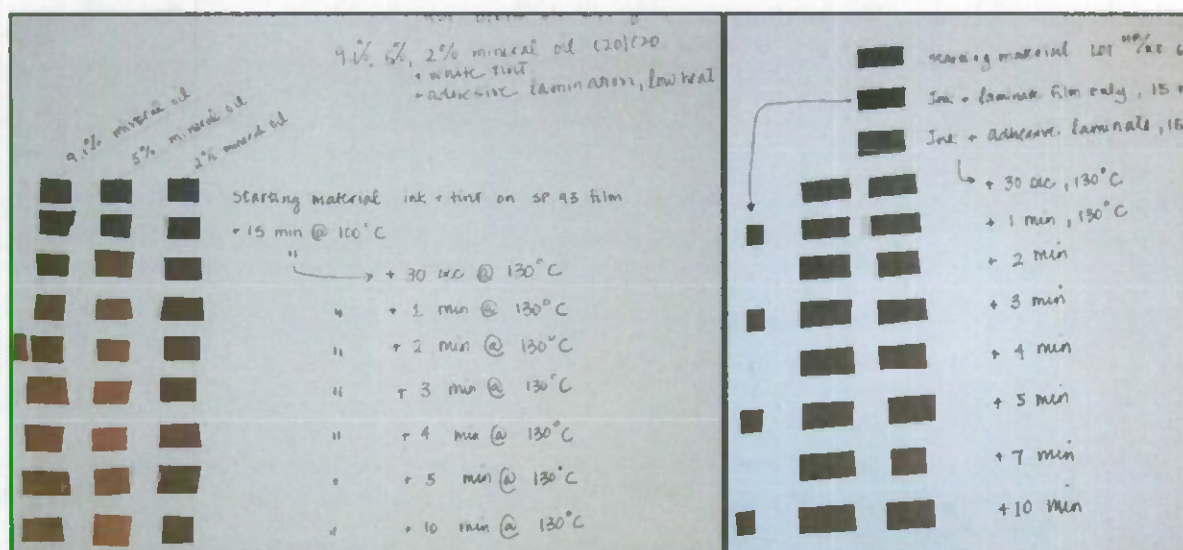 9.1%, 5%, 2% mineral oil C20/C20
+ white tint
+ adhesive lamination, low heat
9.1% mineral oil
5% mineral oil
2% mineral oil
Starting material ink + tint on SP 93 film
+ 15 min @ 100°C
" + 30 sec @ 130°C
" + 1 min @ 130°C
" + 2 min @ 130°C
" + 3 min @ 130°C
" + 4 min @ 130°C
" + 5 min @ 130°C
" + 10 min @ 130°C
Starting material Lot
Ink + laminate film only, 15
Ink + adhesive laminate, 15
+ 30 sec, 130°C
+ 1 min, 130°C
+ 2 min
+ 3 min
+ 4 min
+ 5 min
+ 7 min
+10 min